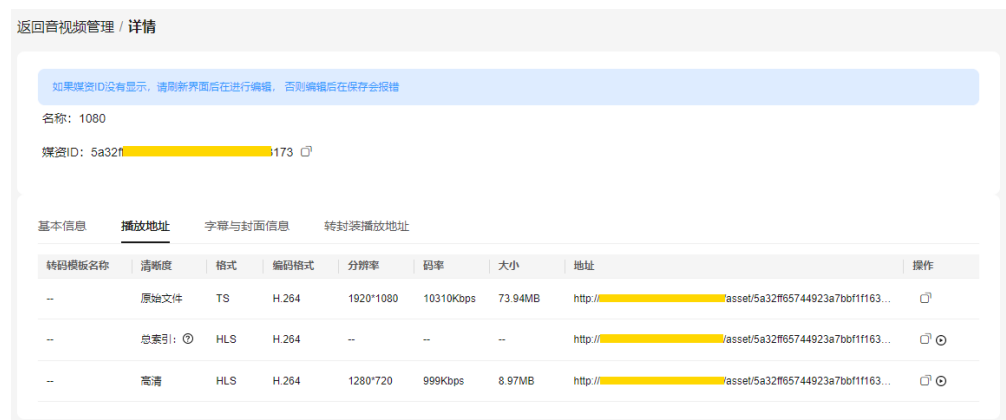 返回音视频管理 / 详情
如果媒资ID没有显示，请刷新界面后在进行编辑， 否则编辑后在保存会报错
名称：1080
媒资ID：5a32ff 173
基本信息 播放地址 字幕与封面信息 转封装播放地址
转码模板名称 清晰度 格式 编码格式 分辨率 码率 大小 地址 操作
-- 原始文件 TS H.264 1920*1080 10310Kbps 73.94MB http:// /asset/5a32ff65744923a7bbf1f163...
-- 总索引: HLS H.264 -- -- -- http:// /asset/5a32ff65744923a7bbf1f163...
-- 高清 HLS H.264 1280*720 999Kbps 8.97MB http:// /asset/5a32ff65744923a7bbf1f163...